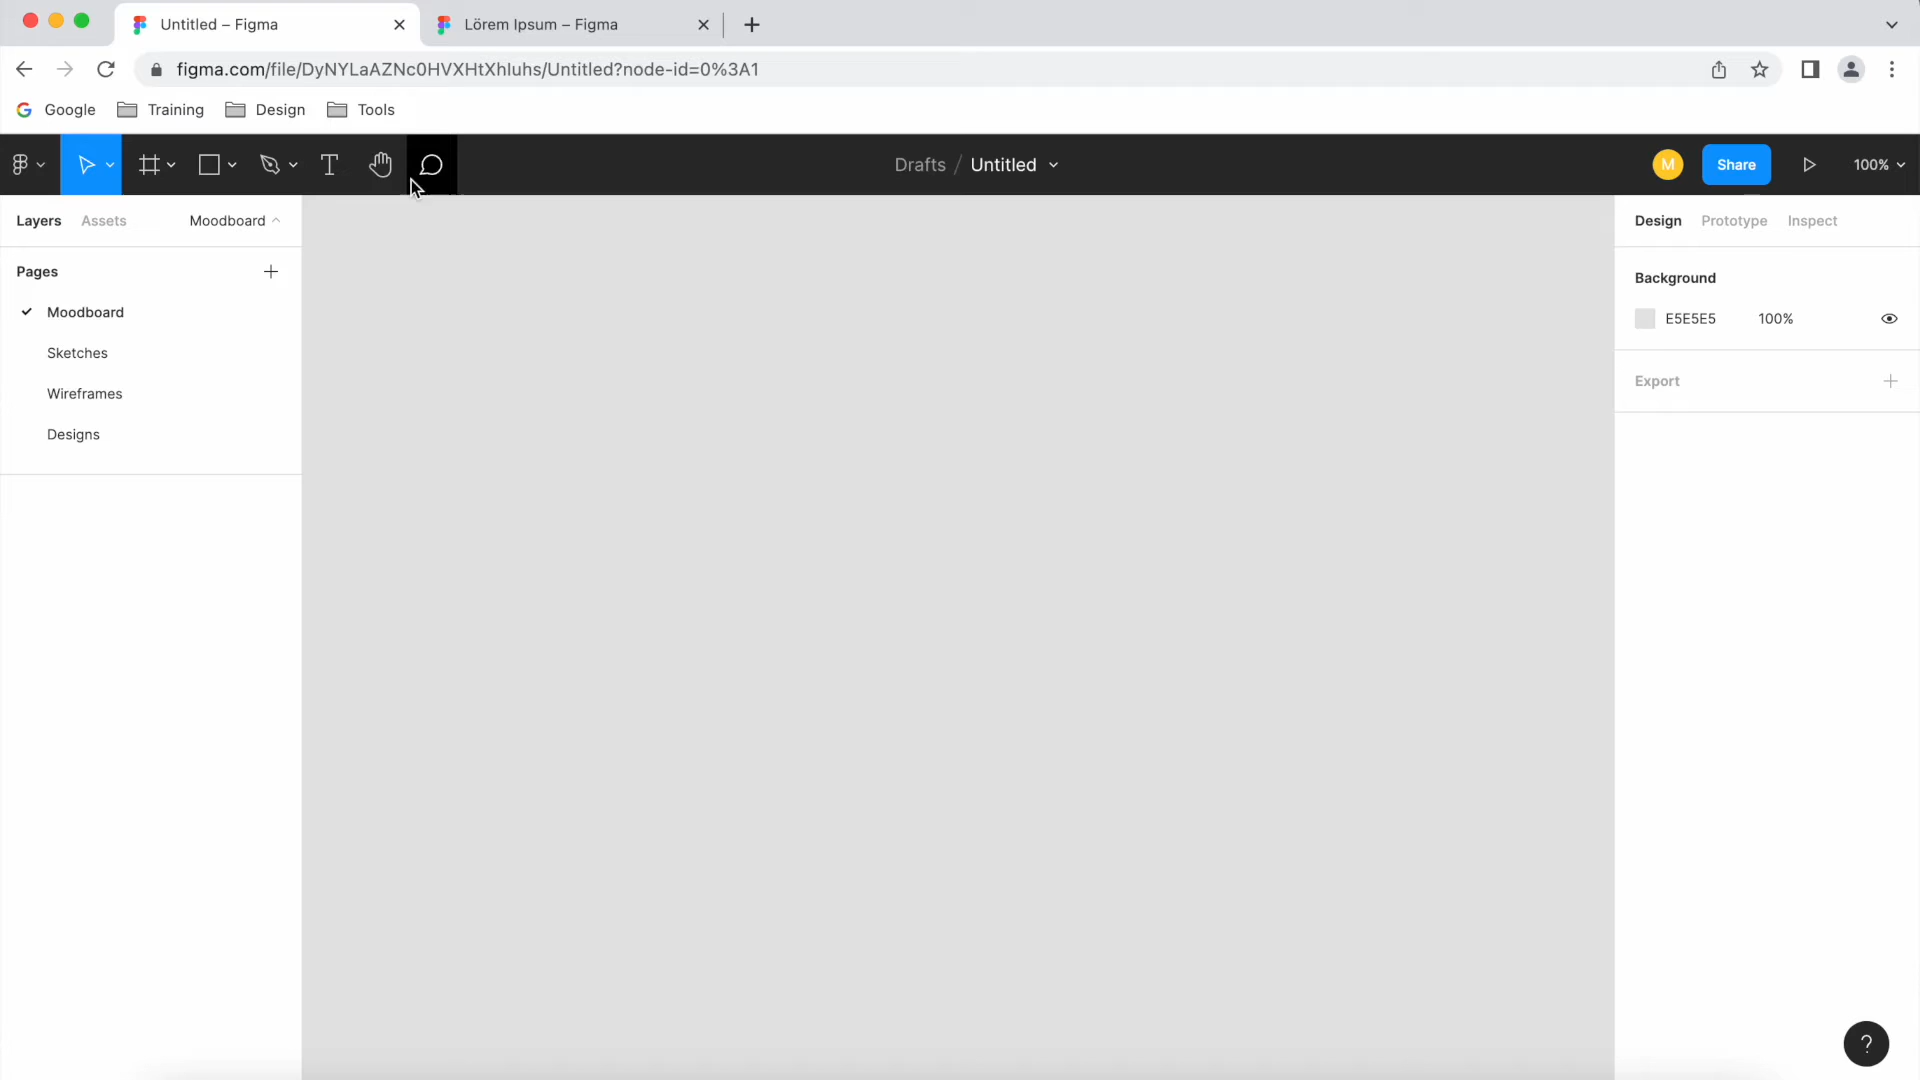 Untitled – Figma
Lörem Ipsum – Figma
figma.com/file/DyNYLaAZNc0HVXHtXhluhs/Untitled?node-id=0%3A1
Google
Training
Design
Tools
Drafts / Untitled
M
Share
100%
Layers
Assets
Moodboard
Design
Prototype
Inspect
Pages
Moodboard
Sketches
Wireframes
Designs
Background
E5E5E5
100%
Export
?